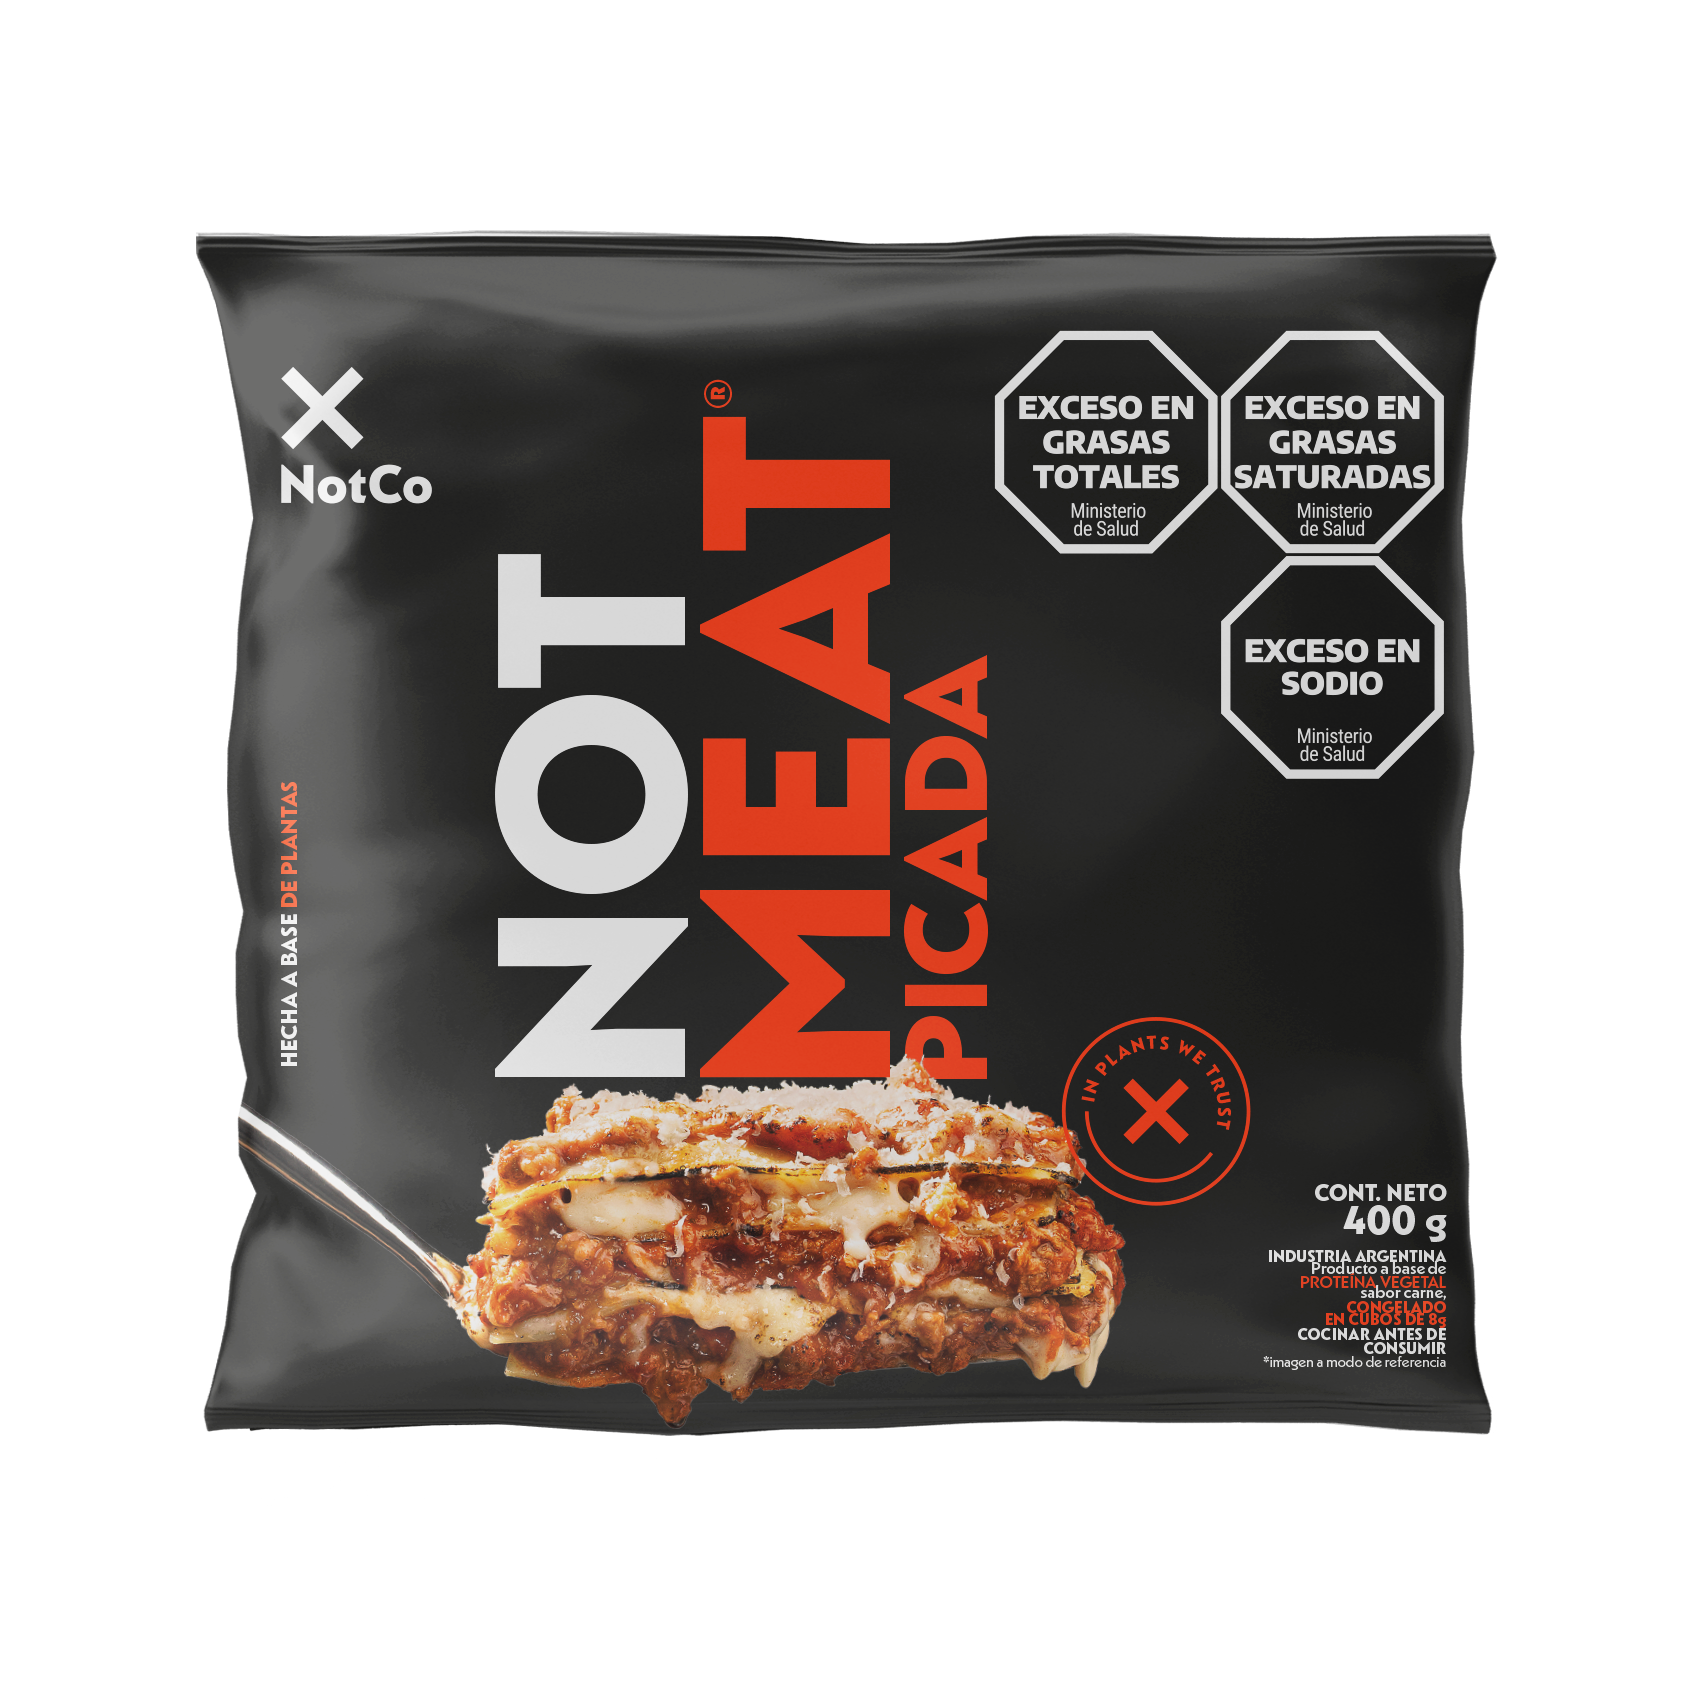 NotCo
HECHA A BASE DE PLANTAS
NOT
MEAT®
PICADA
EXCESO EN
GRASAS
TOTALES
Ministerio
de Salud
EXCESO EN
GRASAS
SATURADAS
Ministerio
de Salud
EXCESO EN
SODIO
Ministerio
de Salud
IN PLANTS WE TRUST
CONT. NETO
400 g
INDUSTRIA ARGENTINA
Producto a base de
PROTEÍNA VEGETAL
sabor carne,
CONGELADO
EN CUBOS DE 8g
COCINAR ANTES DE
CONSUMIR
*imagen a modo de referencia